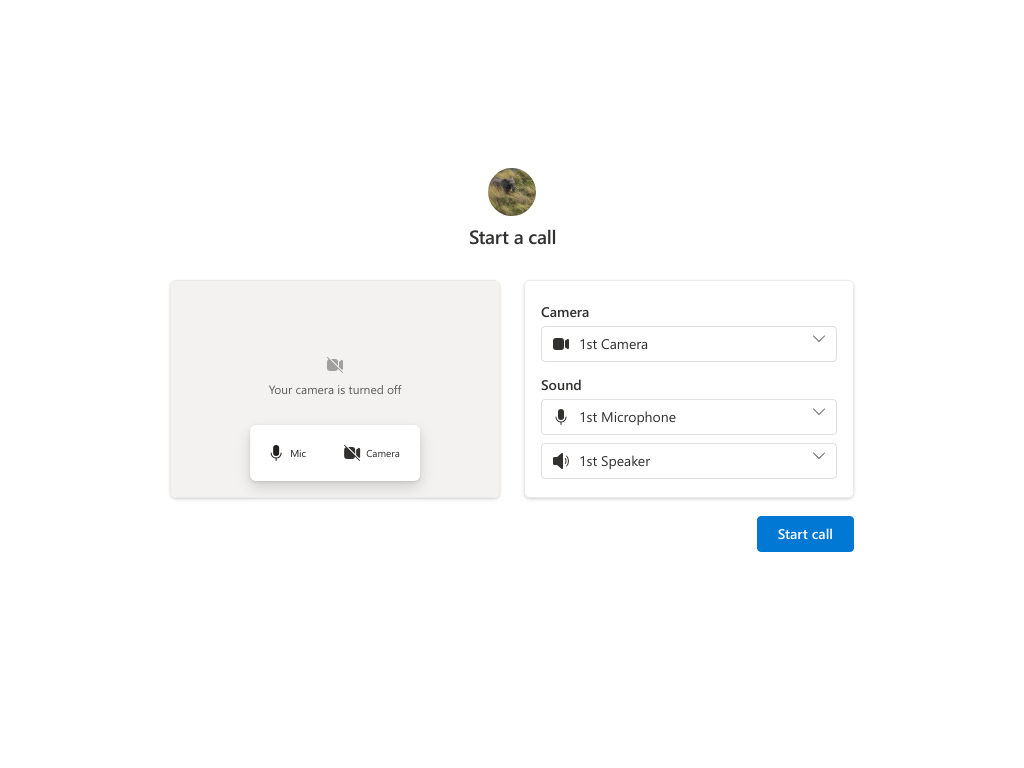 Start a call
Your camera is turned off
Mic
Camera
Camera
1st Camera
Sound
1st Microphone
1st Speaker
Start call